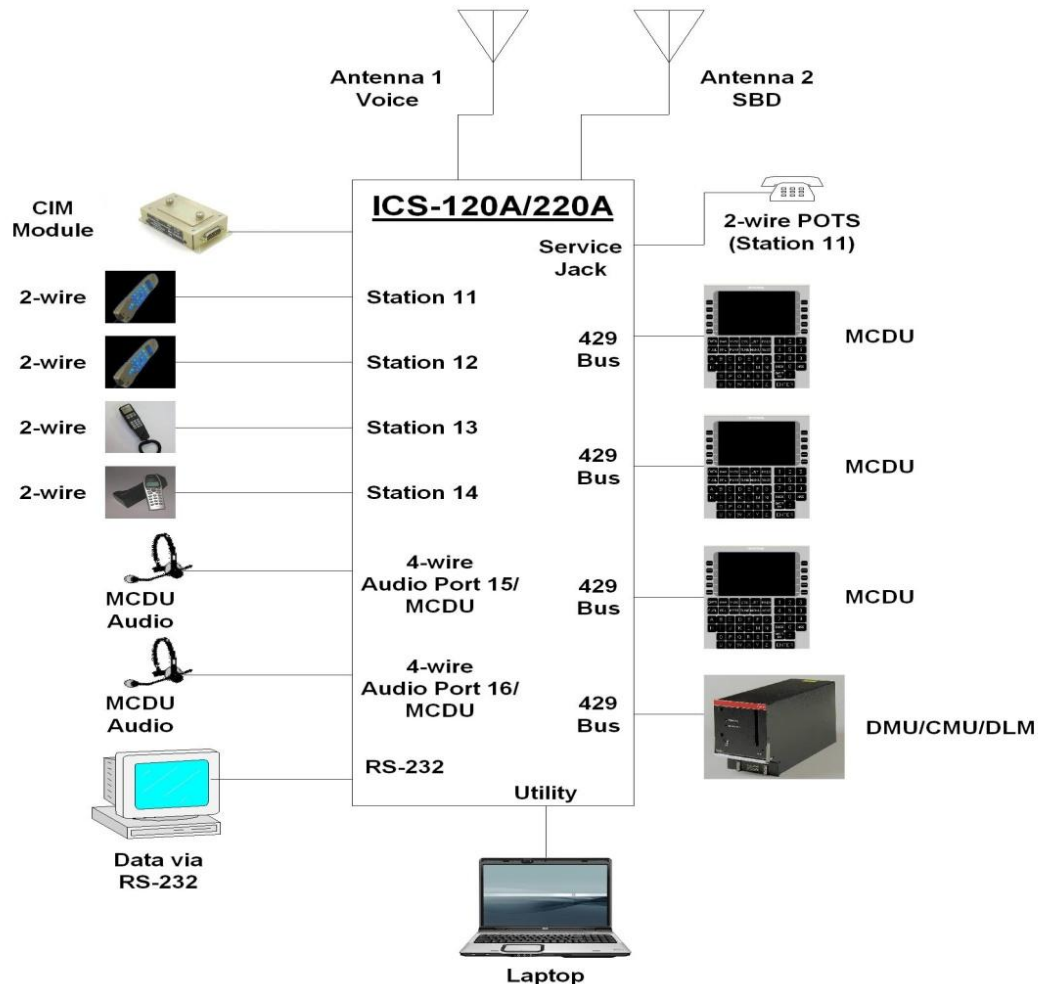 Antenna 1
Voice
Antenna 2
SBD
ICS-120A/220A
CIM
Module
Service
Jack
2-wire POTS
(Station 11)
2-wire
Station 11
429
Bus
MCDU
2-wire
Station 12
2-wire
Station 13
429
Bus
MCDU
2-wire
Station 14
MCDU
Audio
4-wire
Audio Port 15/
MCDU
429
Bus
MCDU
MCDU
Audio
4-wire
Audio Port 16/
MCDU
429
Bus
DMU/CMU/DLM
RS-232
Data via
RS-232
Utility
Laptop